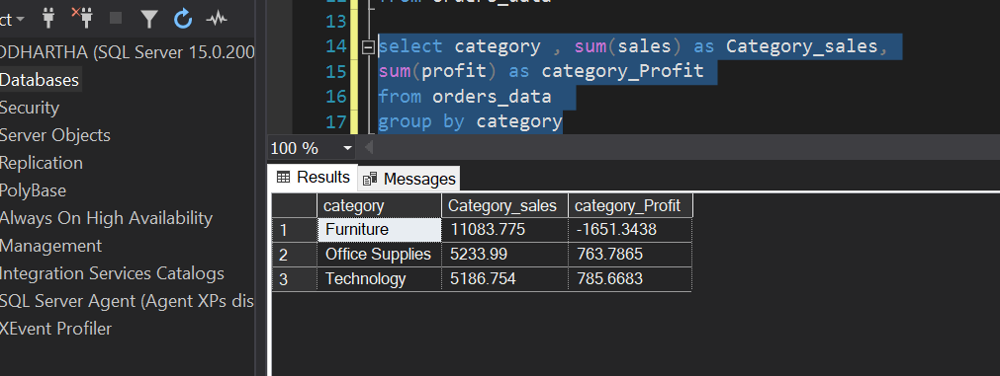 ct
DDHARTHA (SQL Server 15.0.200
Databases
Security
Server Objects
Replication
PolyBase
Always On High Availability
Management
Integration Services Catalogs
SQL Server Agent (Agent XPs dis
XEvent Profiler
from orders_data
13
14 select category , sum(sales) as Category_sales,
15 sum(profit) as category_Profit
16 from orders_data
17 group by category
100 %
Results Messages
category Category_sales category_Profit
1 Furniture 11083.775 -1651.3438
2 Office Supplies 5233.99 763.7865
3 Technology 5186.754 785.6683